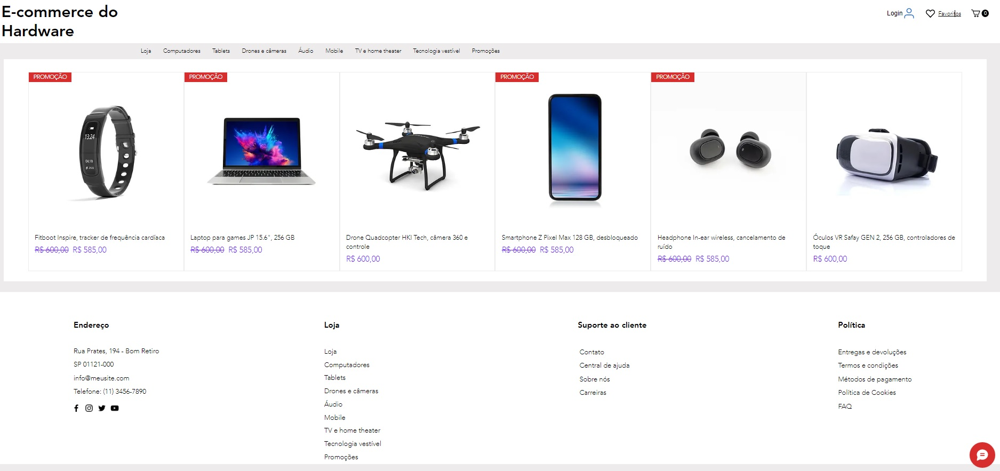 E-commerce do
Hardware
Login
Favoritos
0
Loja Computadores Tablets Drones e câmeras Áudio Mobile TV e home theater Tecnologia vestível Promoções
PROMOÇÃO
13:24
04.10
Fitboot Inspire, tracker de frequência cardíaca
R$ 600,00 R$ 585,00
PROMOÇÃO
Laptop para games JP 15.6", 256 GB
R$ 600,00 R$ 585,00
Drone Quadcopter HKI Tech, câmera 360 e
controle
R$ 600,00
PROMOÇÃO
Smartphone Z Pixel Max 128 GB, desbloqueado
R$ 600,00 R$ 585,00
PROMOÇÃO
Headphone In-ear wireless, cancelamento de
ruído
R$ 600,00 R$ 585,00
Óculos VR Safay GEN 2, 256 GB, controladores de
toque
R$ 600,00
Endereço
Rua Prates, 194 - Bom Retiro
SP 01121-000
info@meusite.com
Telefone: (11) 3456-7890
Loja
Loja
Computadores
Tablets
Drones e câmeras
Áudio
Mobile
TV e home theater
Tecnologia vestível
Promoções
Suporte ao cliente
Contato
Central de ajuda
Sobre nós
Carreiras
Política
Entregas e devoluções
Termos e condições
Métodos de pagamento
Política de Cookies
FAQ